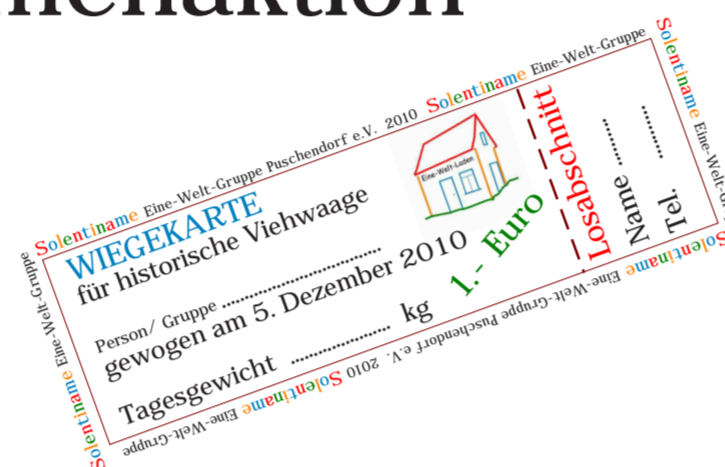 Solentiname Eine-Welt-Gruppe Puschendorf e.V. 2010 Solentiname Eine-Welt-Gruppe
WIEGEKARTE
für historische Viehwaage
Person/ Gruppe ................................
gewogen am 5. Dezember 2010
Tagesgewicht ................... kg
Eine-Welt-Laden
1.- Euro
Losabschnitt
Name ..........
Tel. ...........
Solentiname
Solentiname Eine-Welt-Gruppe Puschendorf e.V. 2010 Solentiname Eine-Welt-Gruppe
Solentiname Eine-Welt-Gruppe